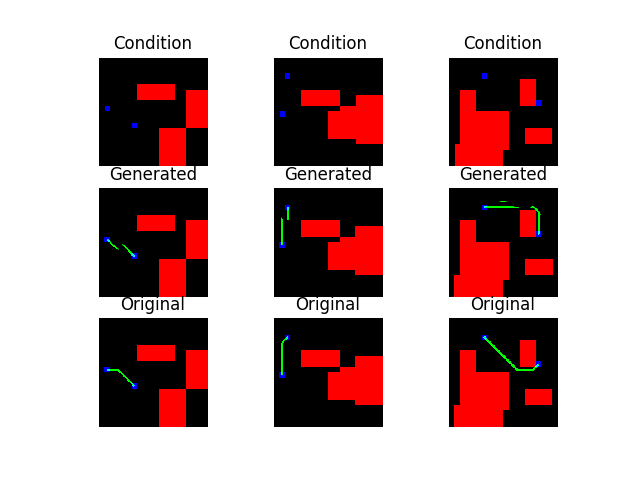 Condition Condition Condition
Generated Generated Generated
Original Original Original